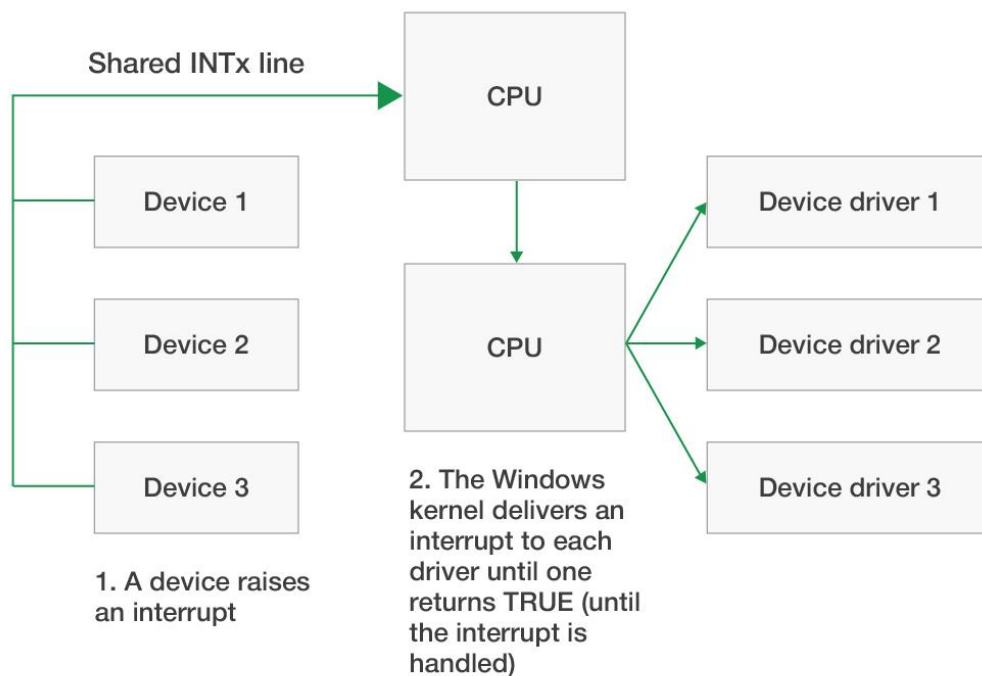 Shared INTx line
CPU
Device 1
Device driver 1
Device 2
CPU
Device driver 2
Device 3
Device driver 3
1. A device raises
an interrupt
2. The Windows
kernel delivers an
interrupt to each
driver until one
returns TRUE (until
the interrupt is
handled)